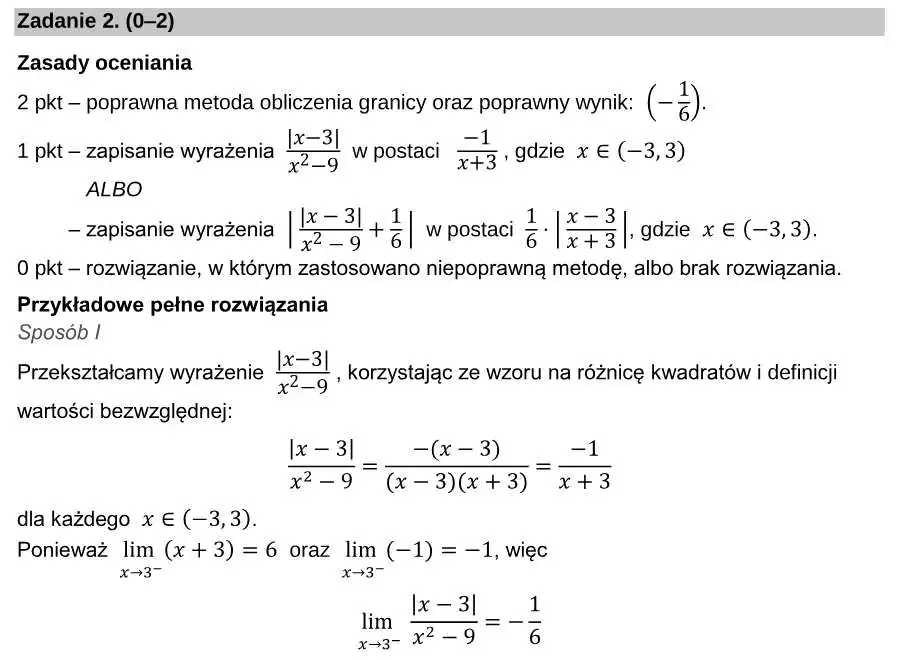 Zadanie 2. (0–2)
Zasady oceniania
2 pkt – poprawna metoda obliczenia granicy oraz poprawny wynik: (−1/6).
1 pkt – zapisanie wyrażenia |x−3|/(x²−9) w postaci −1/(x+3), gdzie x ∈ (−3, 3)
ALBO
– zapisanie wyrażenia | |x − 3|/(x² − 9) + 1/6 | w postaci 1/6 · |(x − 3)/(x + 3)|, gdzie x ∈ (−3, 3).
0 pkt – rozwiązanie, w którym zastosowano niepoprawną metodę, albo brak rozwiązania.
Przykładowe pełne rozwiązania
Sposób I
Przekształcamy wyrażenie |x−3|/(x²−9), korzystając ze wzoru na różnicę kwadratów i definicji
wartości bezwzględnej:
|x − 3|/(x² − 9) = −(x − 3)/((x − 3)(x + 3)) = −1/(x + 3)
dla każdego x ∈ (−3, 3).
Ponieważ lim x→3⁻ (x + 3) = 6 oraz lim x→3⁻ (−1) = −1, więc
lim x→3⁻ |x − 3|/(x² − 9) = −1/6